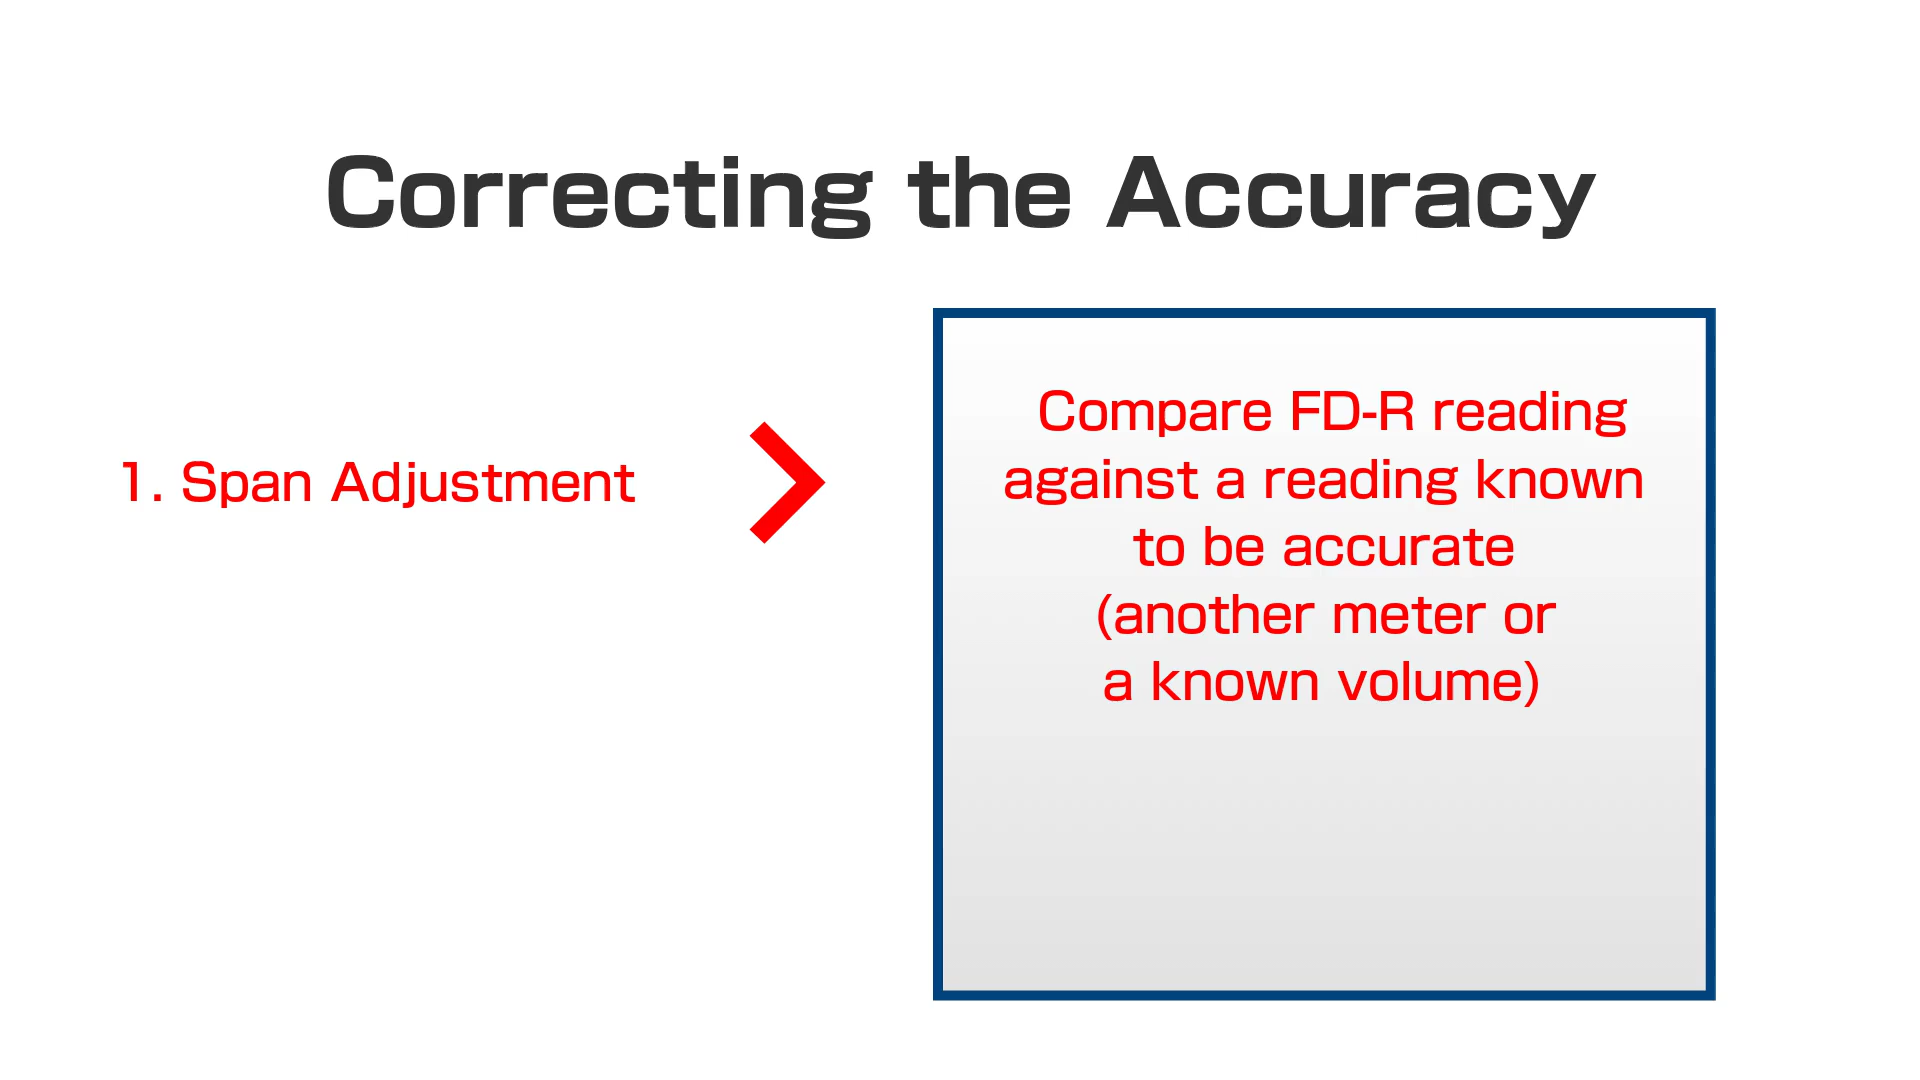 Correcting the Accuracy
1. Span Adjustment
Compare FD-R reading
against a reading known
to be accurate
(another meter or
a known volume)